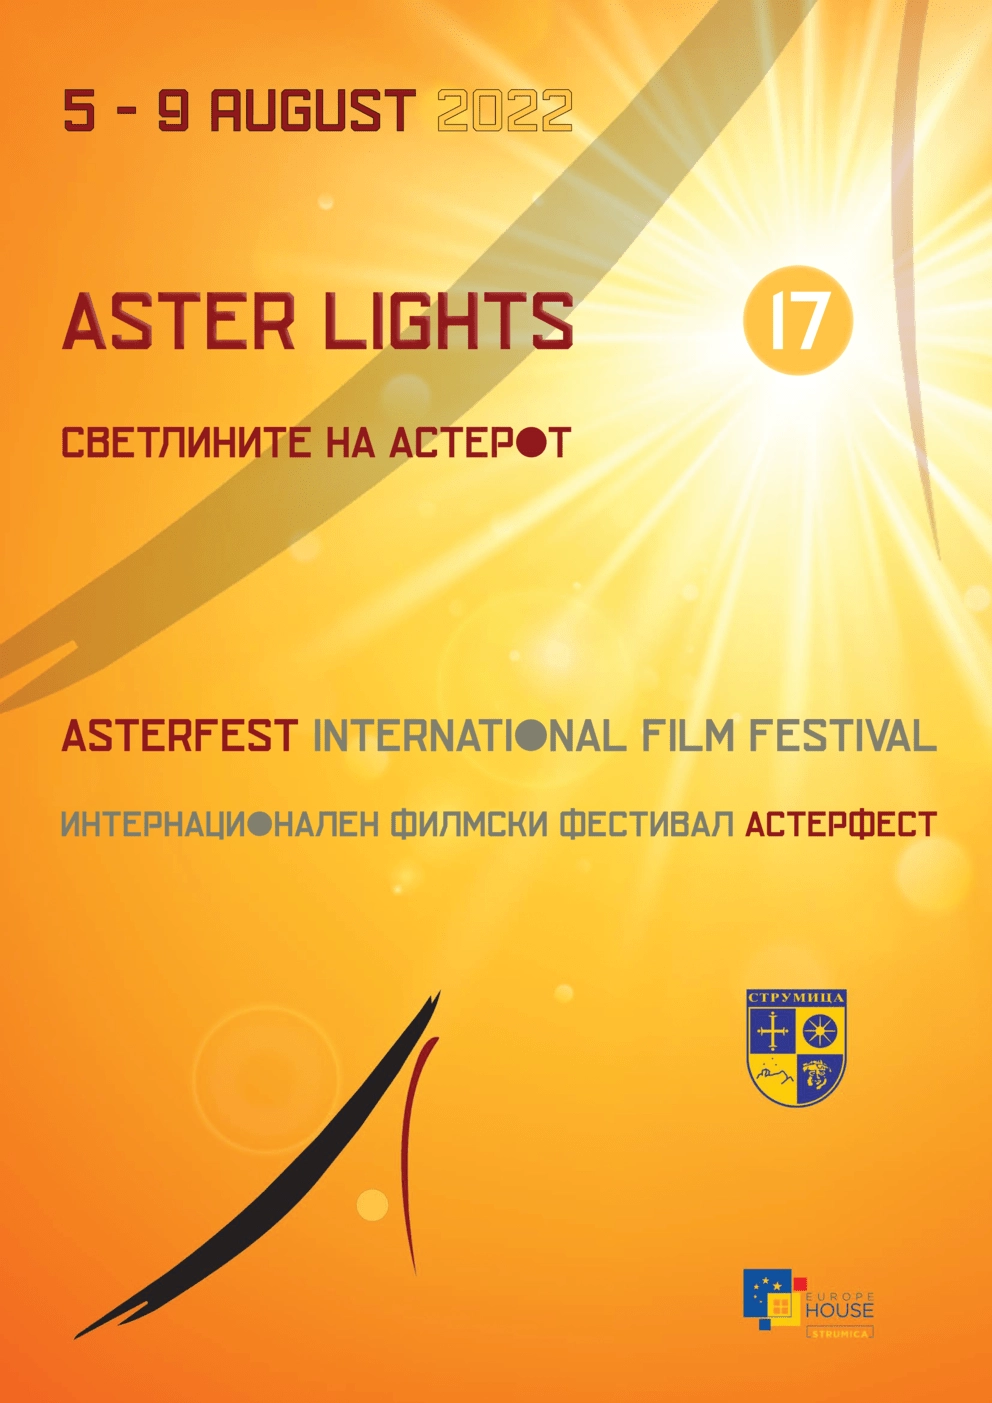 5 - 9 AUGUST 2022
ASTER LIGHTS
17
СВЕТЛИНИТЕ НА АСТЕРОТ
ASTERFEST INTERNATIONAL FILM FESTIVAL
ИНТЕРНАЦИОНАЛЕН ФИЛМСКИ ФЕСТИВАЛ АСТЕРФЕСТ
СТРУМИЦА
EUROPE
HOUSE
STRUMICA